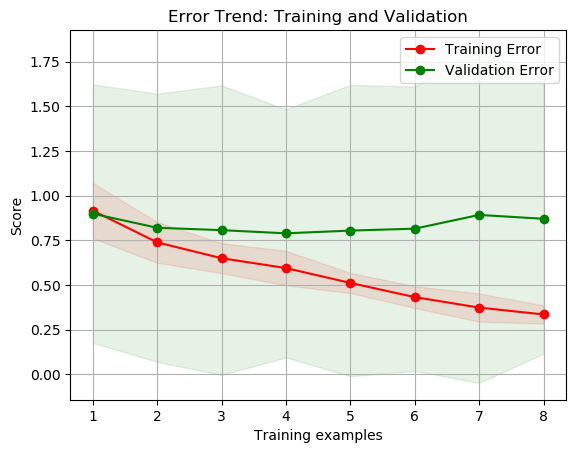 Error Trend: Training and Validation
Training Error
Validation Error
1.75
1.50
1.25
1.00
0.75
0.50
0.25
0.00
Score
1 2 3 4 5 6 7 8
Training examples